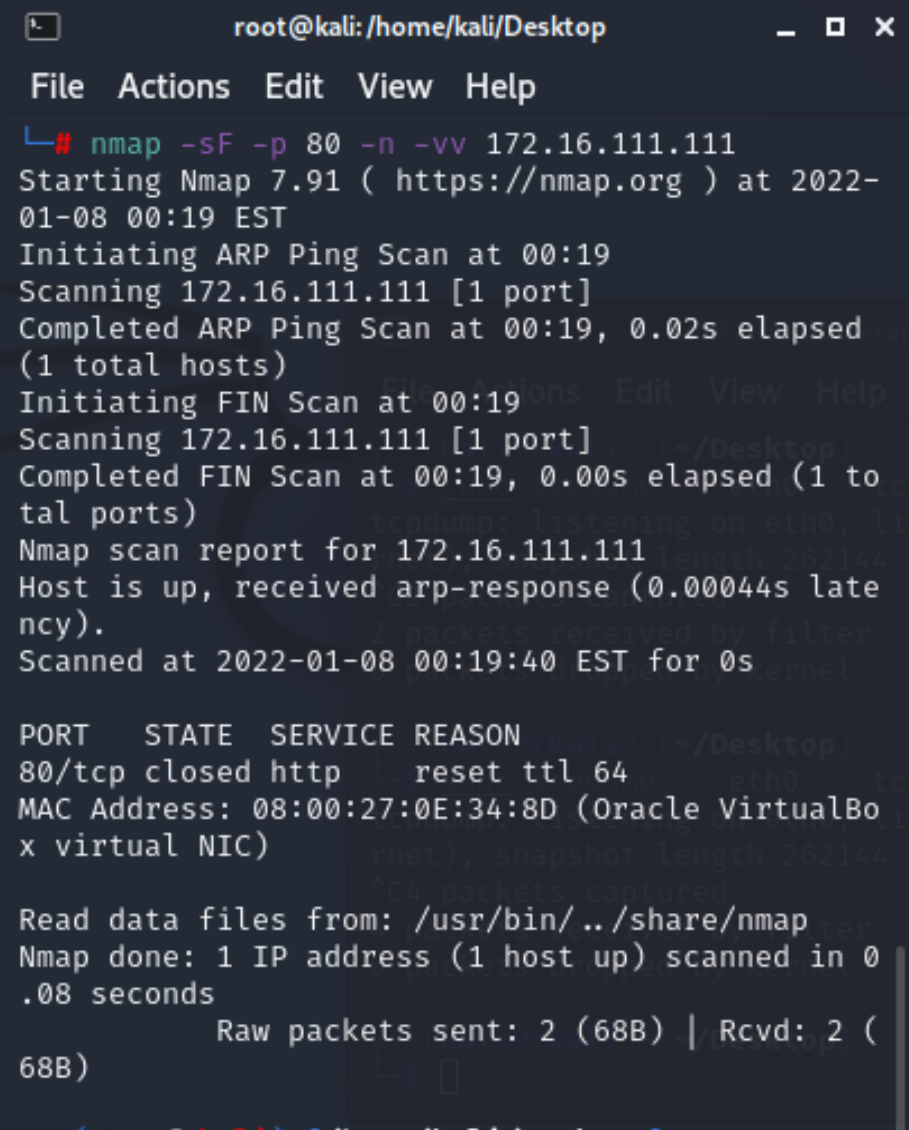 root@kali: /home/kali/Desktop
File Actions Edit View Help
└─# nmap -sF -p 80 -n -vv 172.16.111.111
Starting Nmap 7.91 ( https://nmap.org ) at 2022-
01-08 00:19 EST
Initiating ARP Ping Scan at 00:19
Scanning 172.16.111.111 [1 port]
Completed ARP Ping Scan at 00:19, 0.02s elapsed
(1 total hosts)
Initiating FIN Scan at 00:19
Scanning 172.16.111.111 [1 port]
Completed FIN Scan at 00:19, 0.00s elapsed (1 to
tal ports)
Nmap scan report for 172.16.111.111
Host is up, received arp-response (0.00044s late
ncy).
Scanned at 2022-01-08 00:19:40 EST for 0s
PORT STATE SERVICE REASON
80/tcp closed http reset ttl 64
MAC Address: 08:00:27:0E:34:8D (Oracle VirtualBo
x virtual NIC)
Read data files from: /usr/bin/../share/nmap
Nmap done: 1 IP address (1 host up) scanned in 0
.08 seconds
Raw packets sent: 2 (68B) | Rcvd: 2 (
68B)